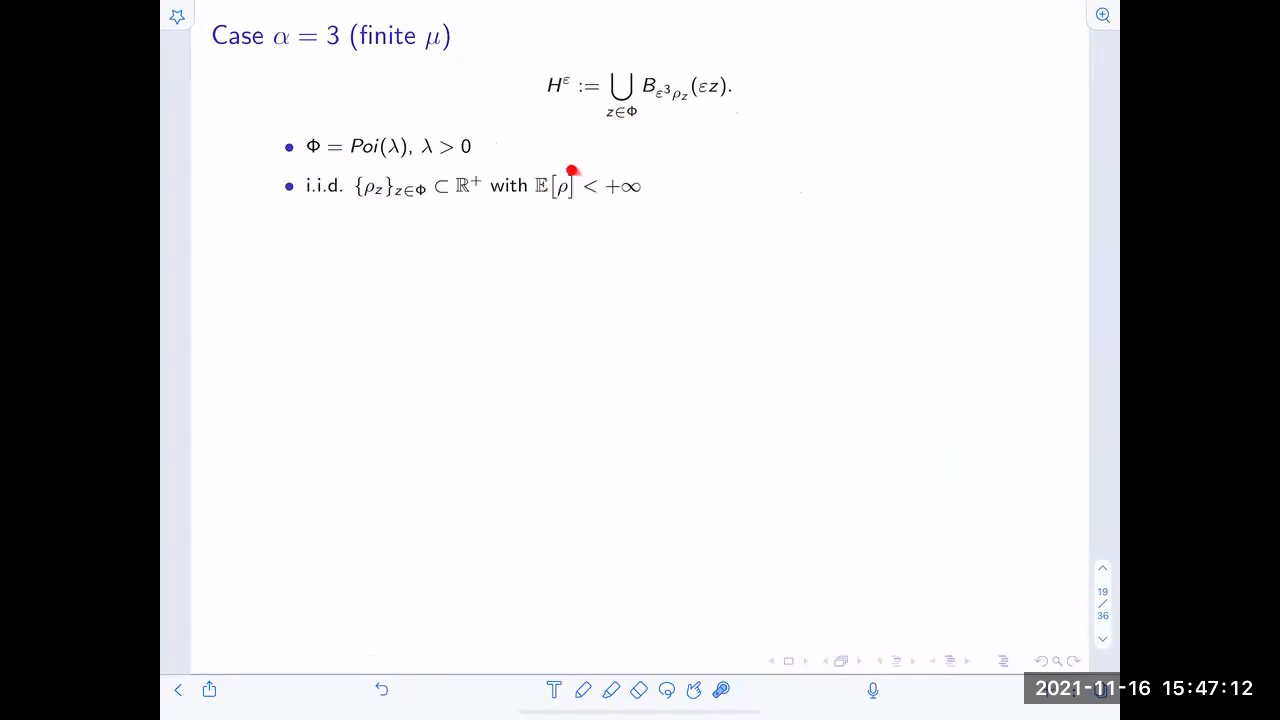 Case α = 3 (finite μ)
H^ε := ⋃_{z∈Φ} B_{ε^3 ρ_z}(εz).
• Φ = Poi(λ), λ > 0
• i.i.d. {ρ_z}_{z∈Φ} ⊂ ℝ^+ with 𝔼[ρ] < +∞
19
/
36
2021-11-16 15:47:12